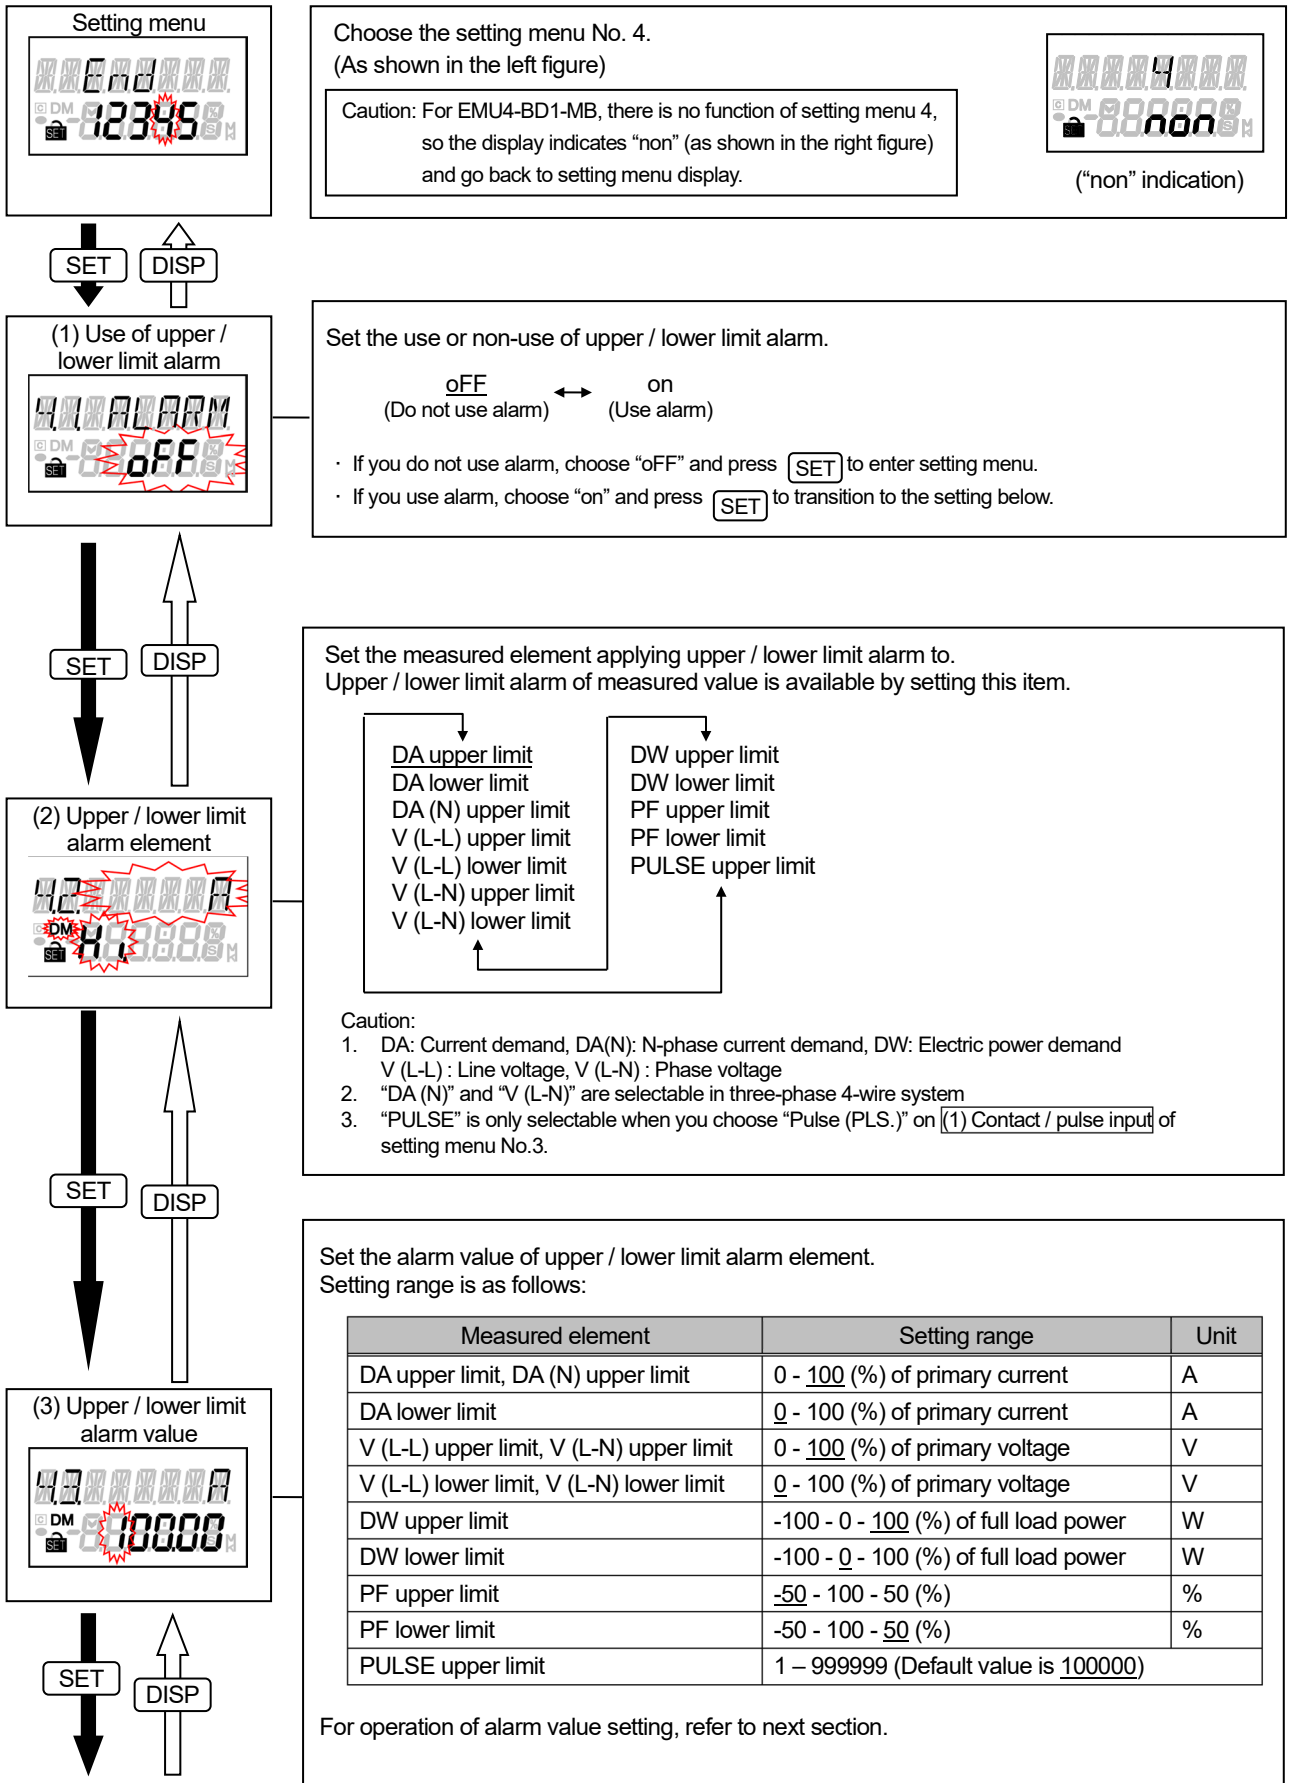 Setting menu
End
12345
SET
Choose the setting menu No. 4.
(As shown in the left figure)
Caution: For EMU4-BD1-MB, there is no function of setting menu 4,
so the display indicates “non” (as shown in the right figure)
and go back to setting menu display.
4
C DM
SET
non
(“non” indication)
SET
DISP
(1) Use of upper /
lower limit alarm
4.1. ALARM
C DM
SET
oFF
Set the use or non-use of upper / lower limit alarm.
oFF ↔ on
(Do not use alarm) (Use alarm)
· If you do not use alarm, choose “oFF” and press SET to enter setting menu.
· If you use alarm, choose “on” and press SET to transition to the setting below.
SET
DISP
(2) Upper / lower limit
alarm element
4.2. A
DM
SET
Hi
Set the measured element applying upper / lower limit alarm to.
Upper / lower limit alarm of measured value is available by setting this item.
DA upper limit
DA lower limit
DA (N) upper limit
V (L-L) upper limit
V (L-L) lower limit
V (L-N) upper limit
V (L-N) lower limit
DW upper limit
DW lower limit
PF upper limit
PF lower limit
PULSE upper limit
Caution:
1. DA: Current demand, DA(N): N-phase current demand, DW: Electric power demand
V (L-L) : Line voltage, V (L-N) : Phase voltage
2. “DA (N)” and “V (L-N)” are selectable in three-phase 4-wire system
3. “PULSE” is only selectable when you choose “Pulse (PLS.)” on (1) Contact / pulse input of
setting menu No.3.
SET
DISP
(3) Upper / lower limit
alarm value
4.3. A
C DM
SET
100.00
Set the alarm value of upper / lower limit alarm element.
Setting range is as follows:
Measured element Setting range Unit
DA upper limit, DA (N) upper limit 0 - 100 (%) of primary current A
DA lower limit 0 - 100 (%) of primary current A
V (L-L) upper limit, V (L-N) upper limit 0 - 100 (%) of primary voltage V
V (L-L) lower limit, V (L-N) lower limit 0 - 100 (%) of primary voltage V
DW upper limit -100 - 0 - 100 (%) of full load power W
DW lower limit -100 - 0 - 100 (%) of full load power W
PF upper limit -50 - 100 - 50 (%) %
PF lower limit -50 - 100 - 50 (%) %
PULSE upper limit 1 – 999999 (Default value is 100000)
For operation of alarm value setting, refer to next section.
SET
DISP